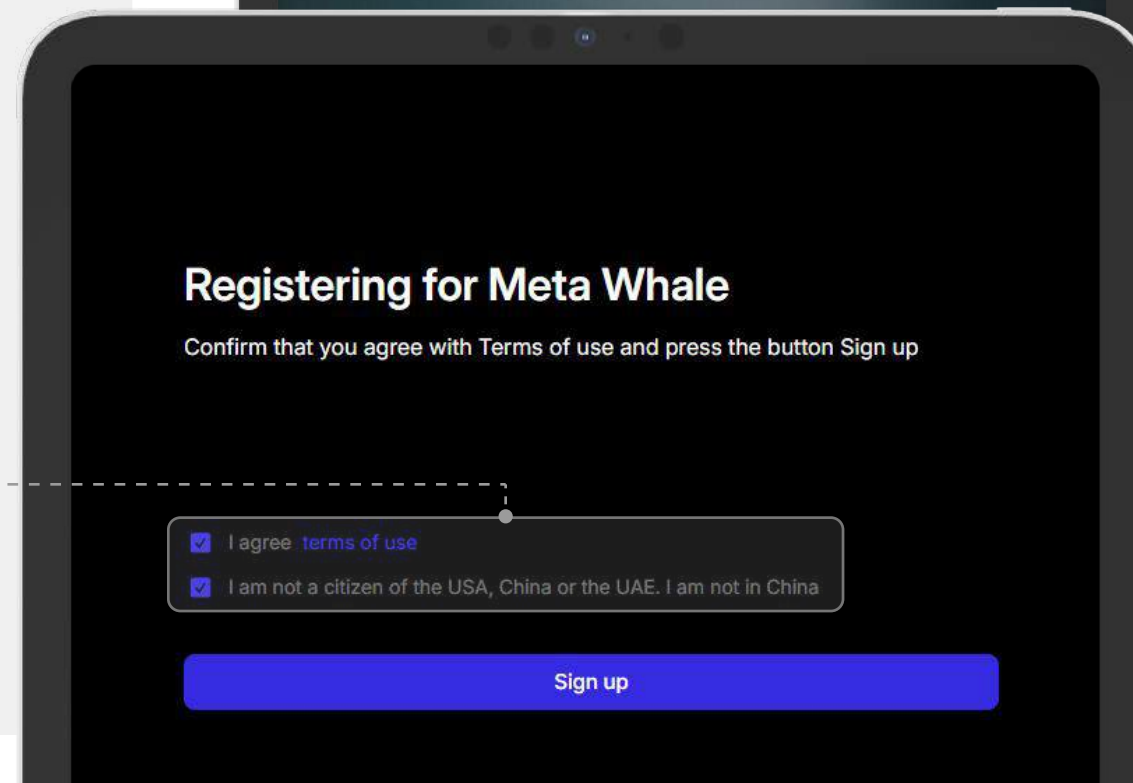 Registering for Meta Whale
Confirm that you agree with Terms of use and press the button Sign up
I agree terms of use
I am not a citizen of the USA, China or the UAE. I am not in China
Sign up